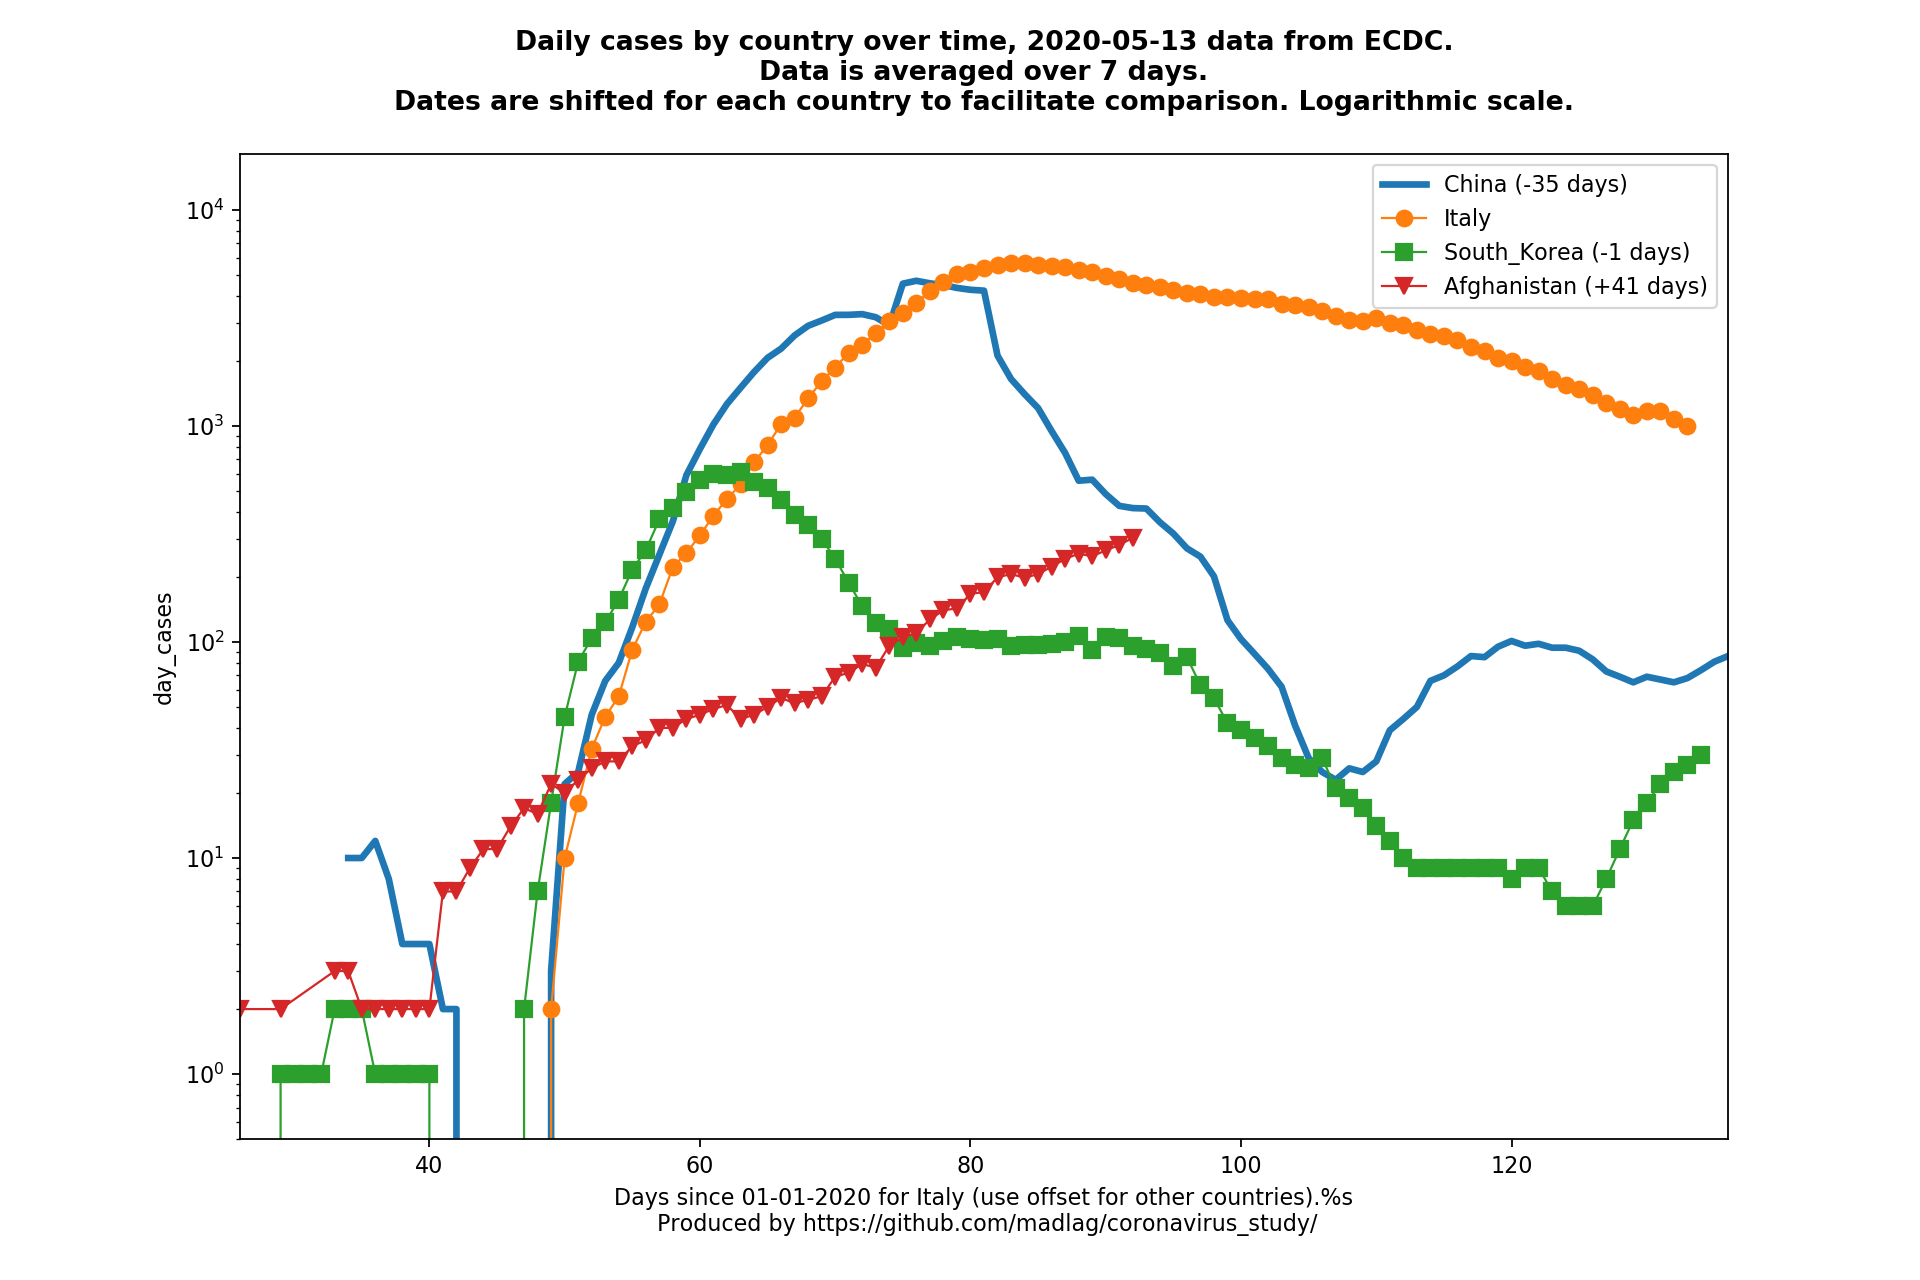 Daily cases by country over time, 2020-05-13 data from ECDC.
Data is averaged over 7 days.
Dates are shifted for each country to facilitate comparison. Logarithmic scale.
China (-35 days)
Italy
South_Korea (-1 days)
Afghanistan (+41 days)
10⁴
10³
10²
10¹
10⁰
day_cases
40 60 80 100 120
Days since 01-01-2020 for Italy (use offset for other countries).%s
Produced by https://github.com/madlag/coronavirus_study/